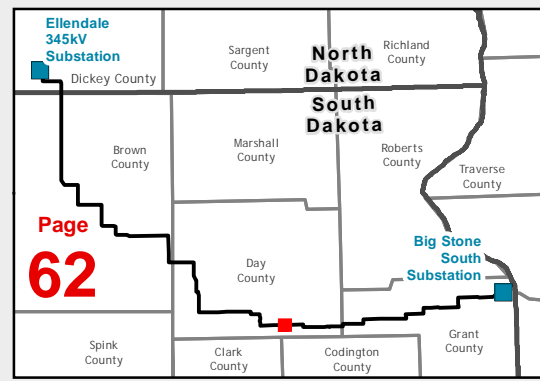 Ellendale
345kV
Substation
Dickey County
Sargent
County
North
Dakota
Richland
County
South
Dakota
Brown
County
Marshall
County
Roberts
County
Traverse
County
Page
62
Day
County
Big Stone
South
Substation
Spink
County
Clark
County
Codington
County
Grant
County